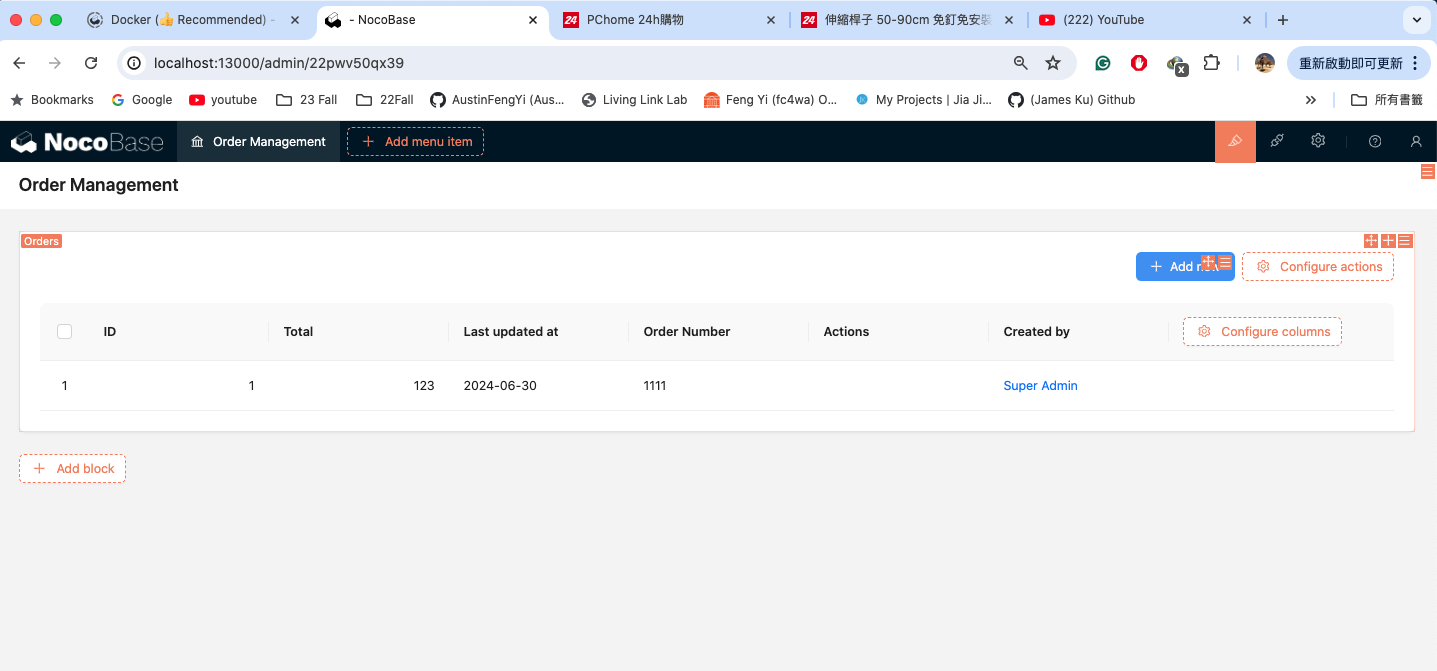 Docker (👍 Recommended) -
- NocoBase
24 PChome 24h購物
24 伸縮桿子 50-90cm 免釘免安裝
(222) YouTube
localhost:13000/admin/22pwv50qx39
重新啟動即可更新
Bookmarks
Google
youtube
23 Fall
22Fall
AustinFengYi (Aus...
Living Link Lab
Feng Yi (fc4wa) O...
My Projects | Jia Ji...
(James Ku) Github
所有書籤
NocoBase
Order Management
Add menu item
Order Management
Orders
Add new
Configure actions
ID Total Last updated at Order Number Actions Created by Configure columns
1 1 123 2024-06-30 1111 Super Admin
Add block